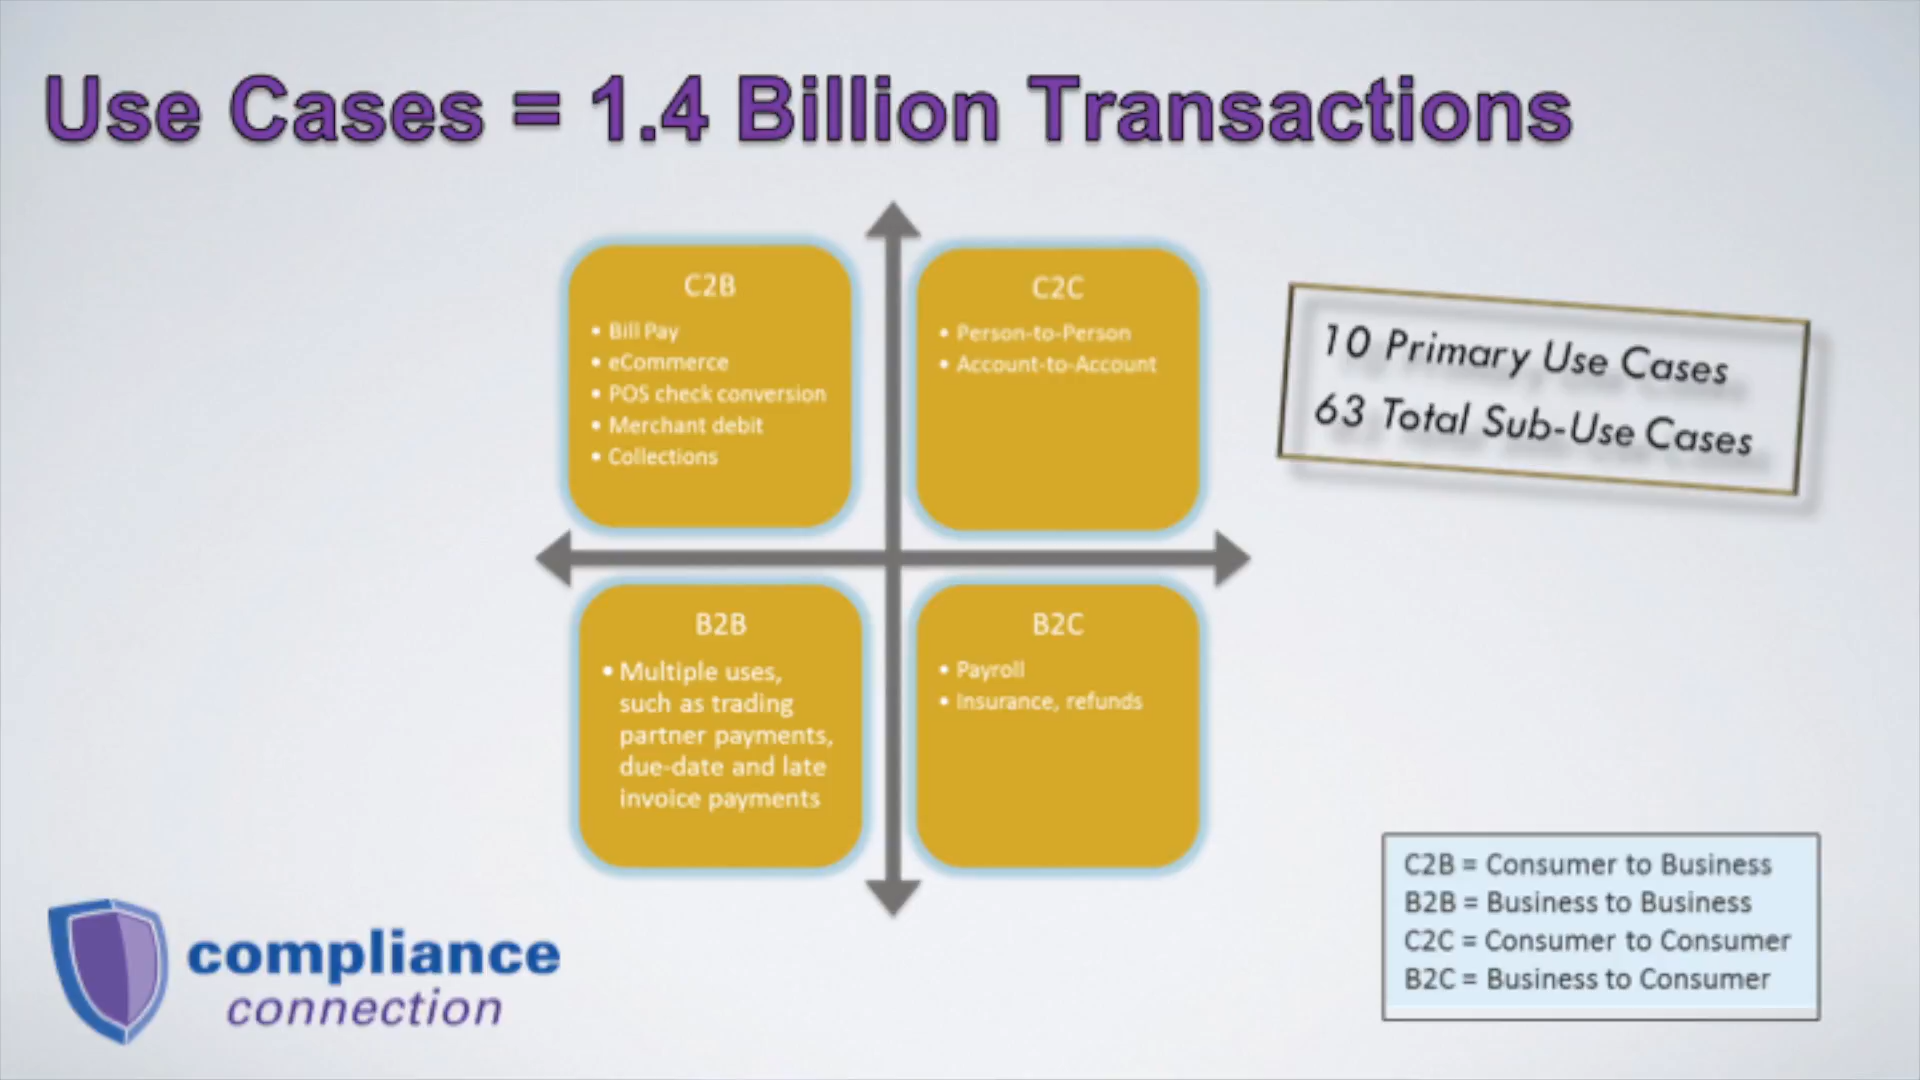 Use Cases = 1.4 Billion Transactions
C2B
• Bill Pay
• eCommerce
• POS check conversion
• Merchant debit
• Collections
C2C
• Person-to-Person
• Account-to-Account
10 Primary Use Cases
63 Total Sub-Use Cases
B2B
• Multiple uses,
such as trading
partner payments,
due-date and late
invoice payments
B2C
• Payroll
• Insurance, refunds
C2B = Consumer to Business
B2B = Business to Business
C2C = Consumer to Consumer
B2C = Business to Consumer
compliance
connection